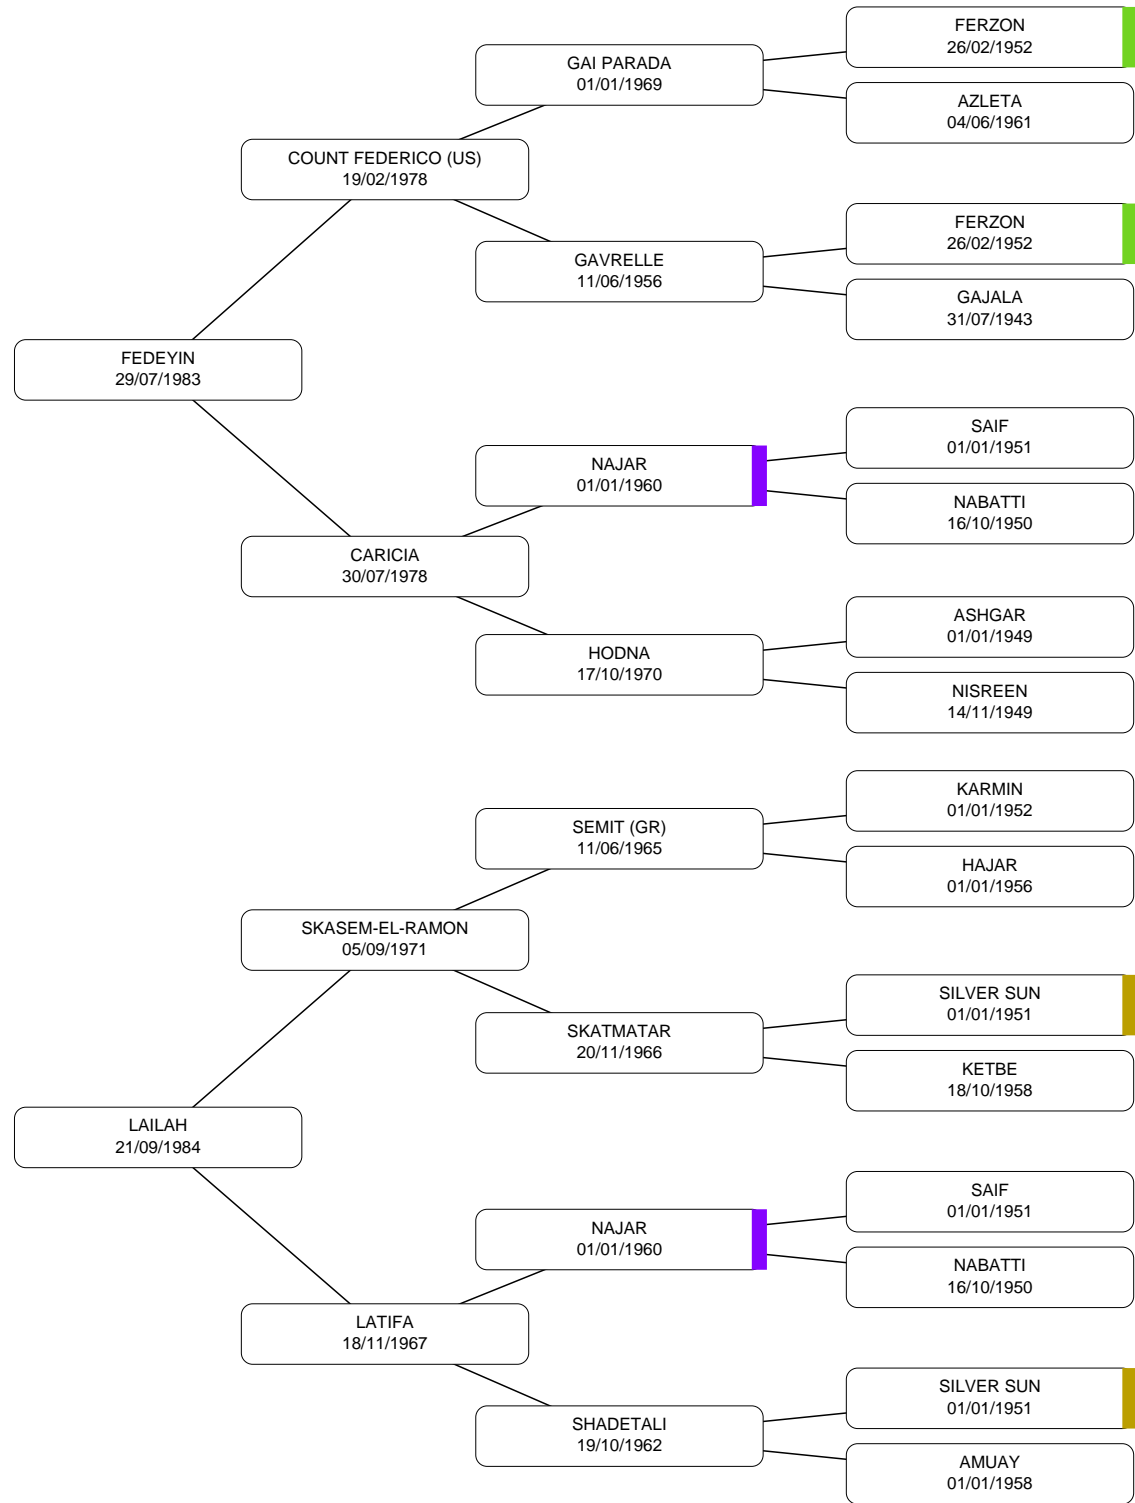 FERZON
26/02/1952
GAI PARADA
01/01/1969
AZLETA
04/06/1961
COUNT FEDERICO (US)
19/02/1978
FERZON
26/02/1952
GAVRELLE
11/06/1956
GAJALA
31/07/1943
FEDEYIN
29/07/1983
SAIF
01/01/1951
NAJAR
01/01/1960
NABATTI
16/10/1950
CARICIA
30/07/1978
ASHGAR
01/01/1949
HODNA
17/10/1970
NISREEN
14/11/1949
KARMIN
01/01/1952
SEMIT (GR)
11/06/1965
HAJAR
01/01/1956
SKASEM-EL-RAMON
05/09/1971
SILVER SUN
01/01/1951
SKATMATAR
20/11/1966
KETBE
18/10/1958
LAILAH
21/09/1984
SAIF
01/01/1951
NAJAR
01/01/1960
NABATTI
16/10/1950
LATIFA
18/11/1967
SILVER SUN
01/01/1951
SHADETALI
19/10/1962
AMUAY
01/01/1958